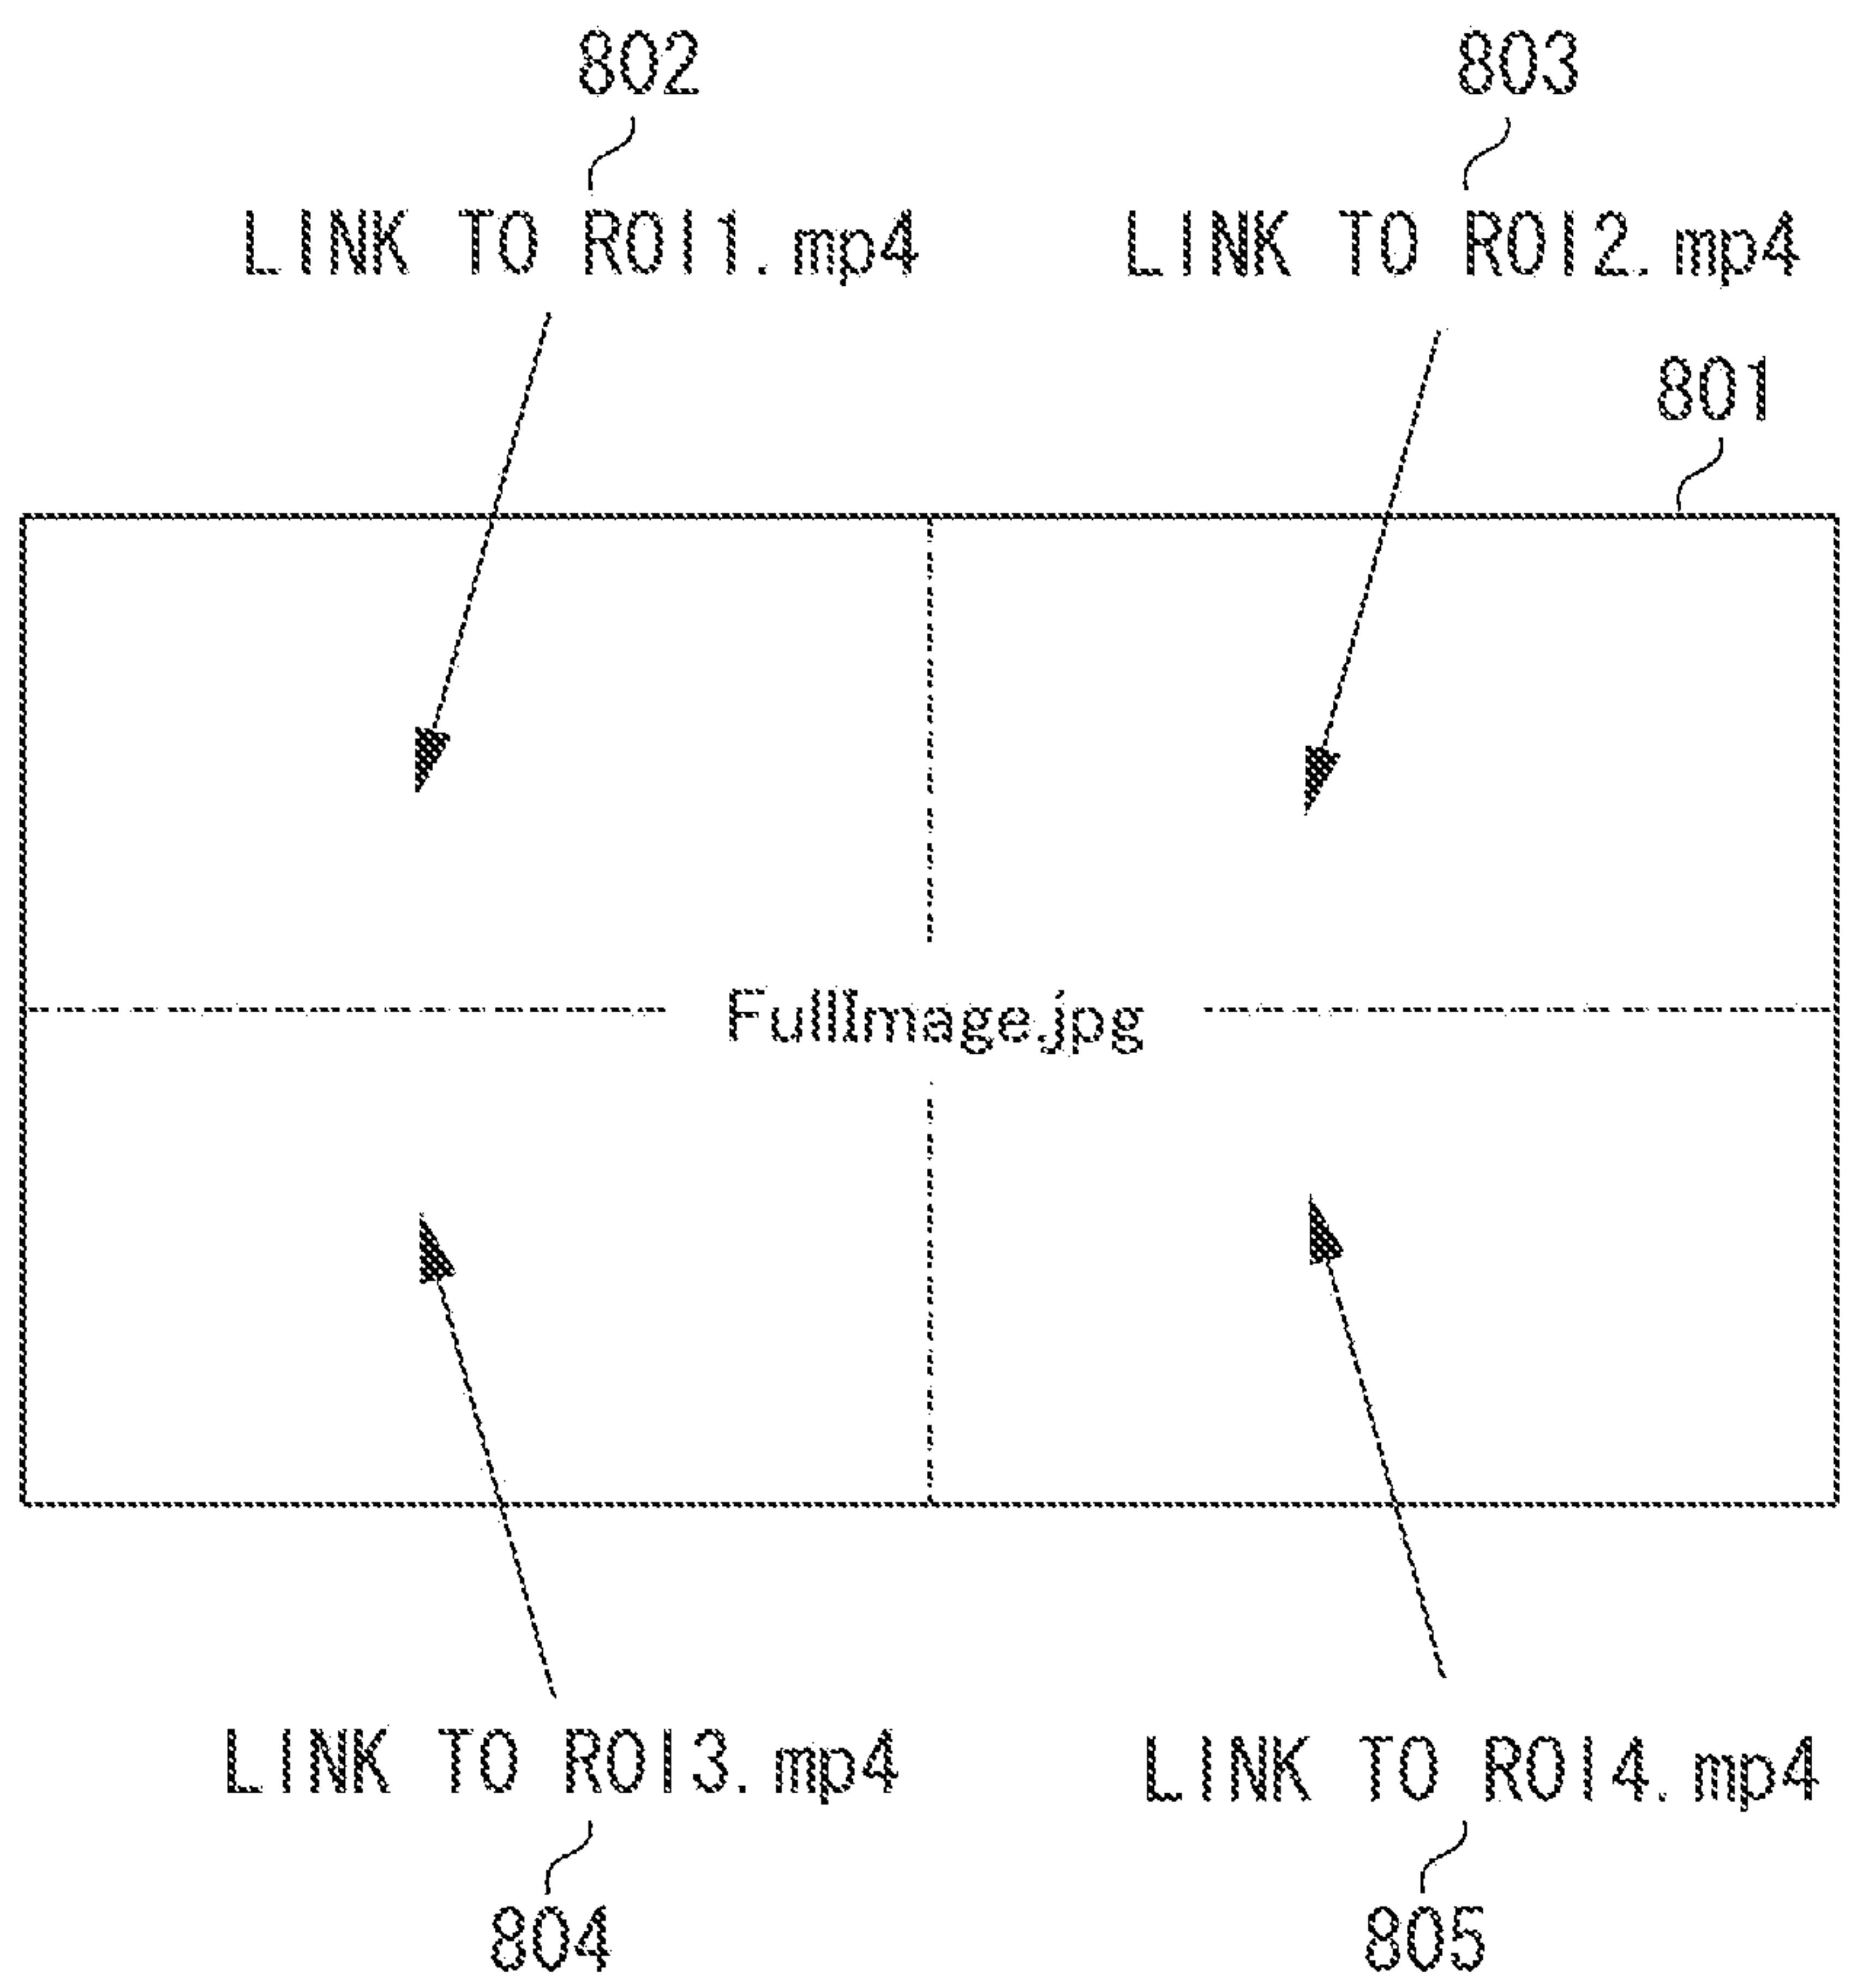 802 803
LINK TO ROI1.mp4 LINK TO ROI2.mp4
801
FullImage.jpg
LINK TO ROI3.mp4 LINK TO ROI4.mp4
804 805